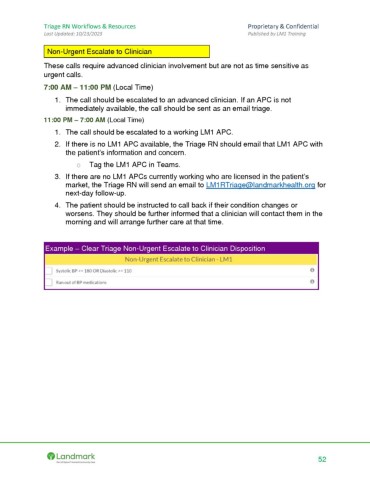 Triage RN Workflows & Resources Proprietary & Confidential
Last Updated: 10/23/2023 Published by LM1 Training
Non-Urgent Escalate to Clinician
These calls require advanced clinician involvement but are not as time sensitive as
urgent calls.
7:00 AM – 11:00 PM (Local Time)
1. The call should be escalated to an advanced clinician. If an APC is not
immediately available, the call should be sent as an email triage.
11:00 PM – 7:00 AM (Local Time)
1. The call should be escalated to a working LM1 APC.
2. If there is no LM1 APC available, the Triage RN should email that LM1 APC with
the patient's information and concern.
o Tag the LM1 APC in Teams.
3. If there are no LM1 APCs currently working who are licensed in the patient's
market, the Triage RN will send an email to LM1RTriage@landmarkhealth.org for
next-day follow-up.
4. The patient should be instructed to call back if their condition changes or
worsens. They should be further informed that a clinician will contact them in the
morning and will arrange further care at that time.
Example – Clear Triage Non-Urgent Escalate to Clinician Disposition
Non-Urgent Escalate to Clinician - LM1
Systolic BP >= 180 OR Diastolic >= 110
Ran out of BP medications
Landmark
52